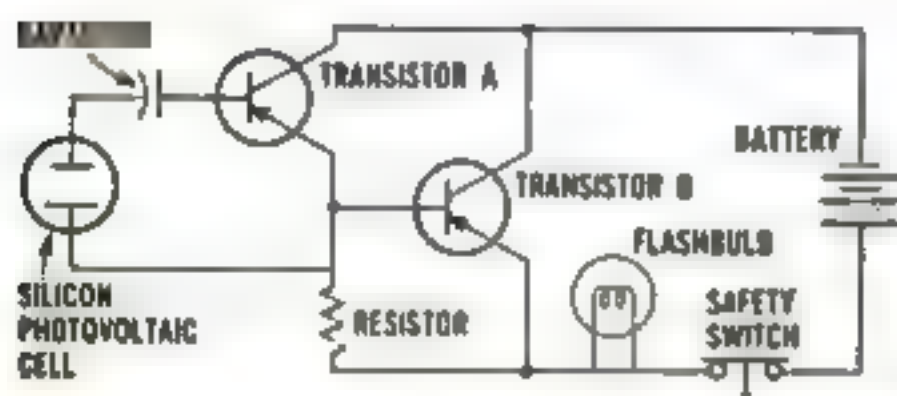 TRANSISTOR A
BATTERY
TRANSISTOR B
FLASHBULB
SILICON
PHOTOVOLTAIC
CELL
RESISTOR
SAFETY
SWITCH